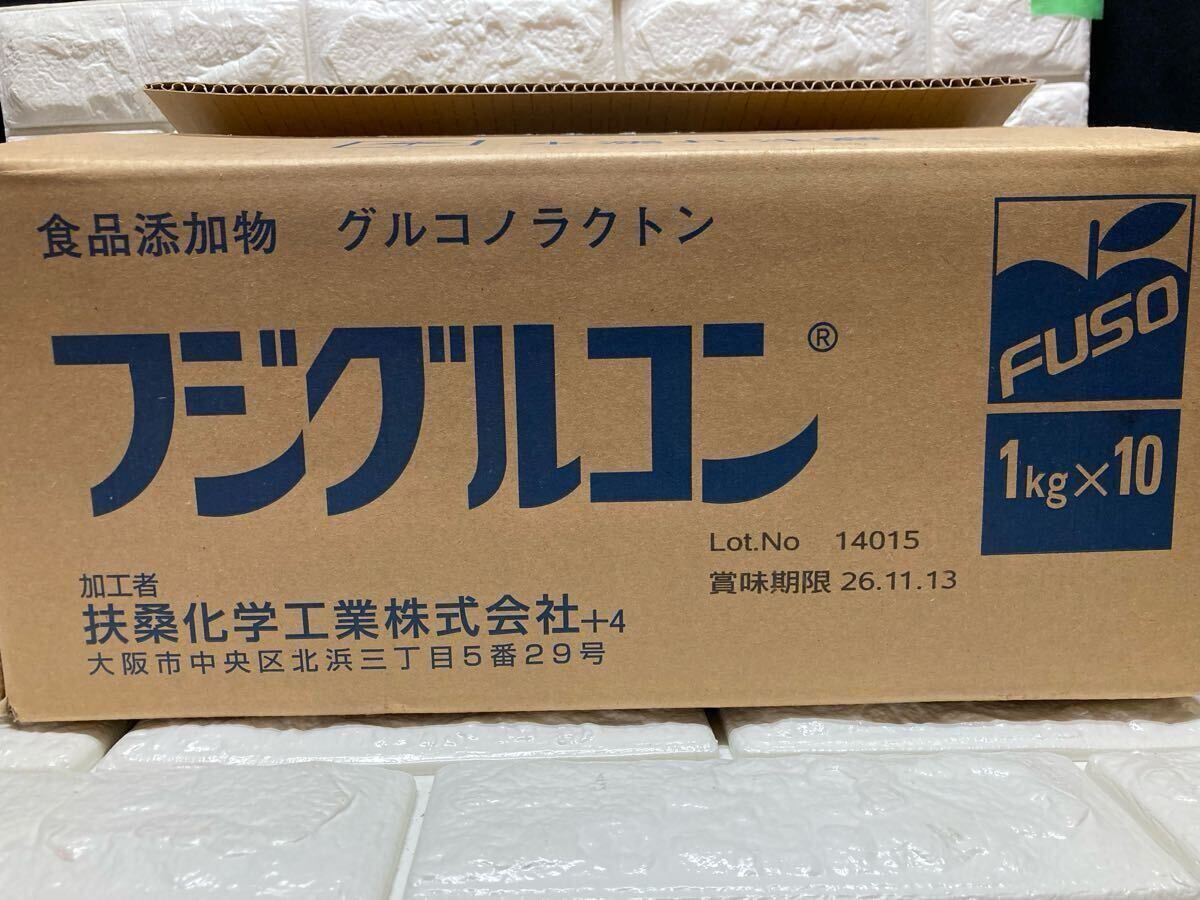 食品添加物　グルコノラクトン
フジグルコン®
FUSO
1kg×10
Lot.No 14015
賞味期限 26.11.13
加工者
扶桑化学工業株式会社+4
大阪市中央区北浜三丁目5番29号